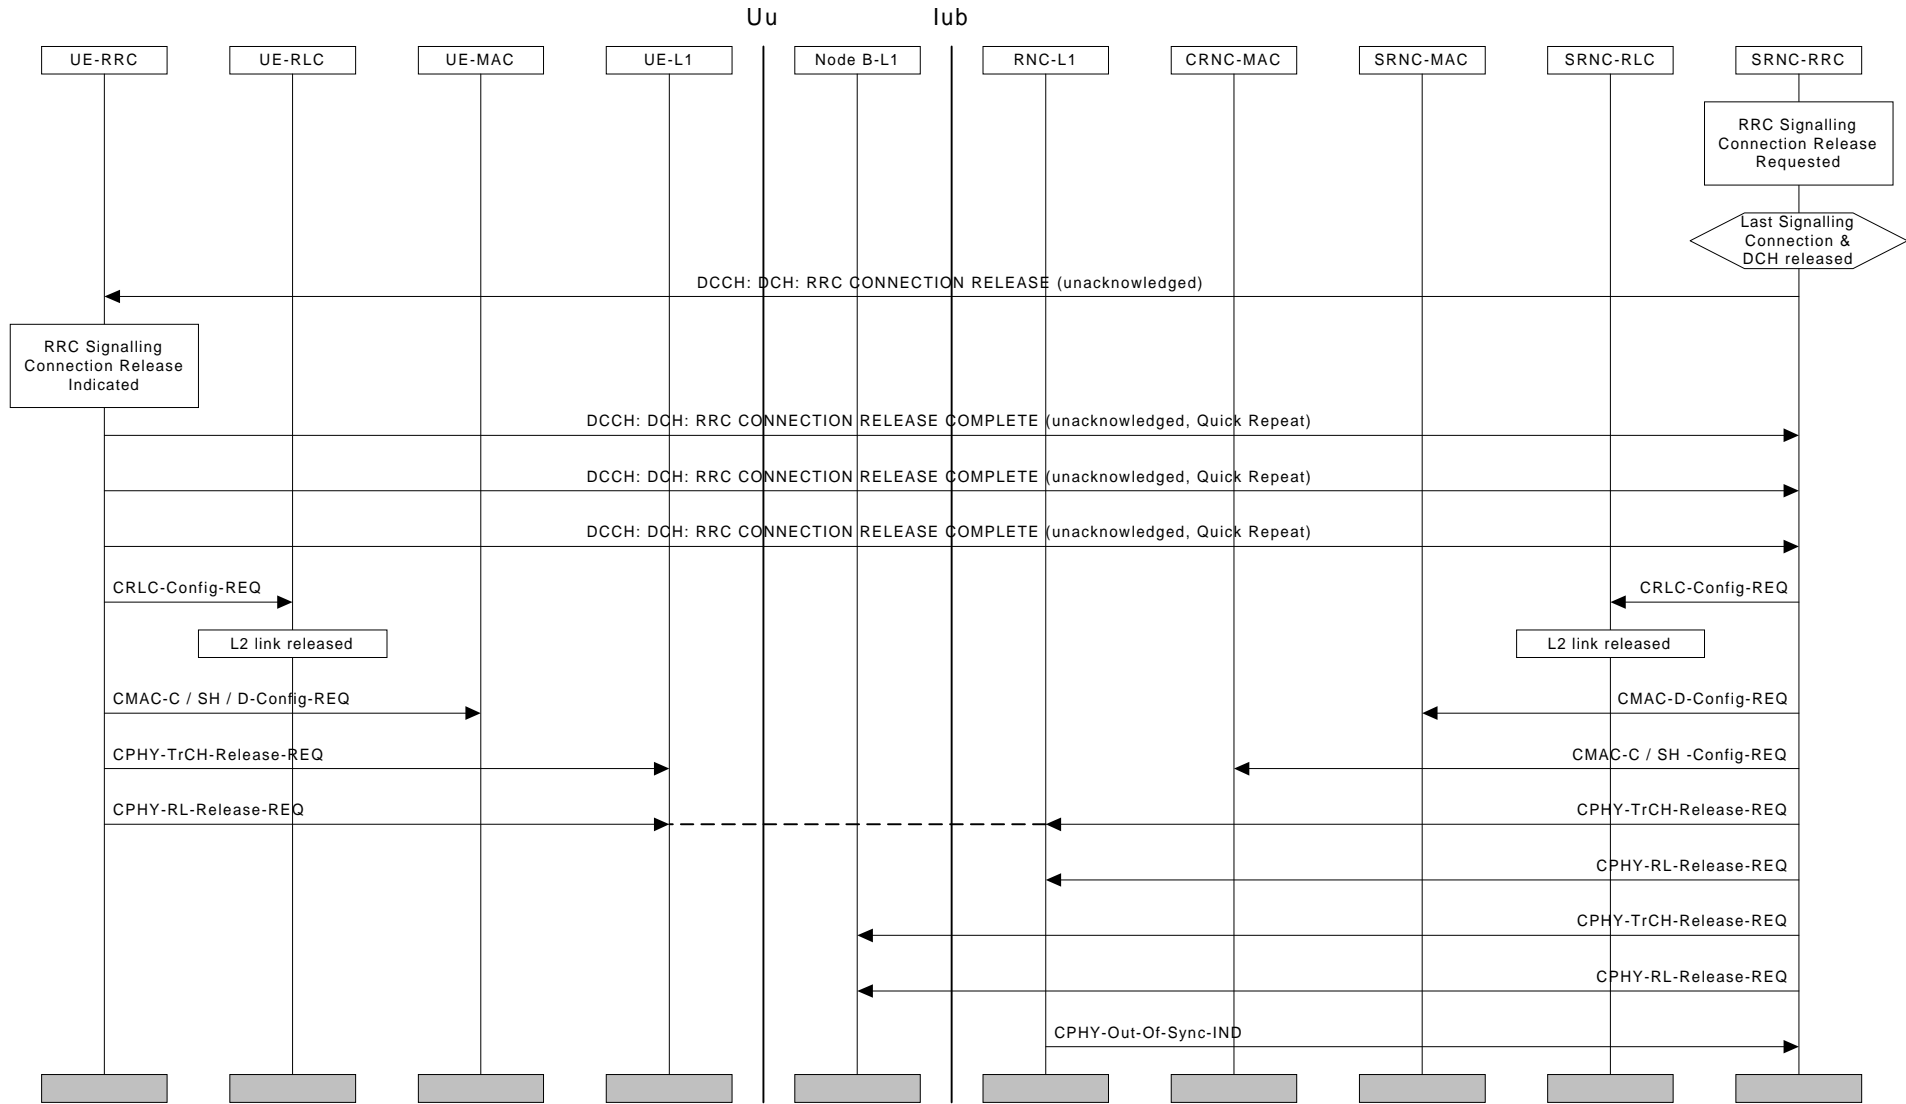 Uu
Iub
UE-RRC
UE-RLC
UE-MAC
UE-L1
Node B-L1
RNC-L1
CRNC-MAC
SRNC-MAC
SRNC-RLC
SRNC-RRC
RRC Signalling
Connection Release
Requested
Last Signalling
Connection &
DCH released
DCCH: DCH: RRC CONNECTION RELEASE (unacknowledged)
RRC Signalling
Connection Release
Indicated
DCCH: DCH: RRC CONNECTION RELEASE COMPLETE (unacknowledged, Quick Repeat)
DCCH: DCH: RRC CONNECTION RELEASE COMPLETE (unacknowledged, Quick Repeat)
DCCH: DCH: RRC CONNECTION RELEASE COMPLETE (unacknowledged, Quick Repeat)
CRLC-Config-REQ
CRLC-Config-REQ
L2 link released
L2 link released
CMAC-C / SH / D-Config-REQ
CMAC-D-Config-REQ
CPHY-TrCH-Release-REQ
CMAC-C / SH -Config-REQ
CPHY-RL-Release-REQ
CPHY-TrCH-Release-REQ
CPHY-RL-Release-REQ
CPHY-TrCH-Release-REQ
CPHY-RL-Release-REQ
CPHY-Out-Of-Sync-IND